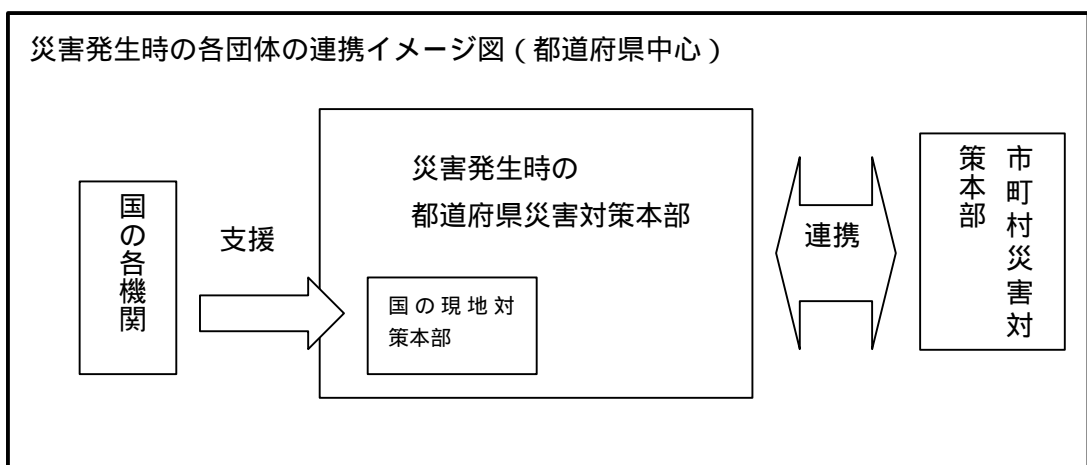 災害発生時の各団体の連携イメージ図(都道府県中心)
国の各機関
支援
災害発生時の
都道府県災害対策本部
国の現地対
策本部
連携
市町村災害対
策本部